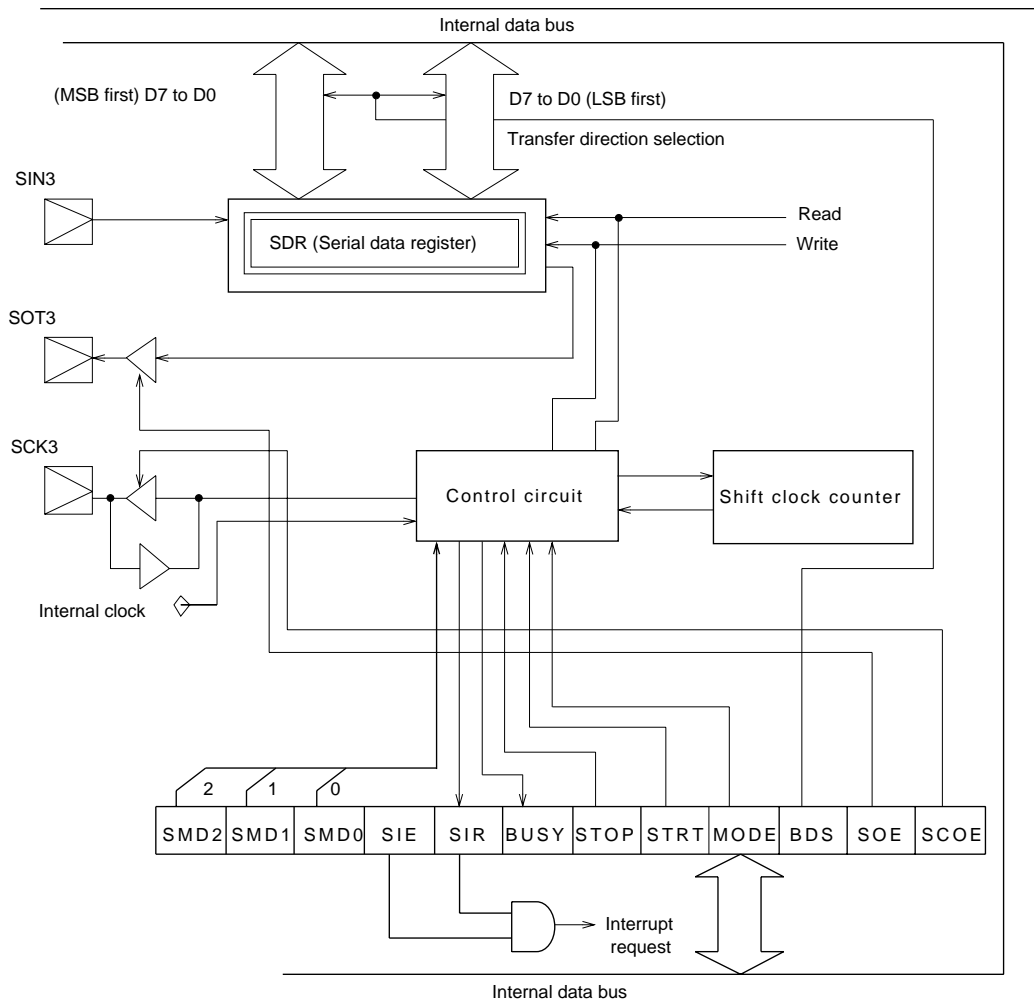 Internal data bus
(MSB first) D7 to D0
D7 to D0 (LSB first)
Transfer direction selection
SIN3
Read
SDR (Serial data register)
Write
SOT3
SCK3
Control circuit
Shift clock counter
Internal clock
2 1 0
SMD2 SMD1 SMD0 SIE SIR BUSY STOP STRT MODE BDS SOE SCOE
Interrupt
request
Internal data bus